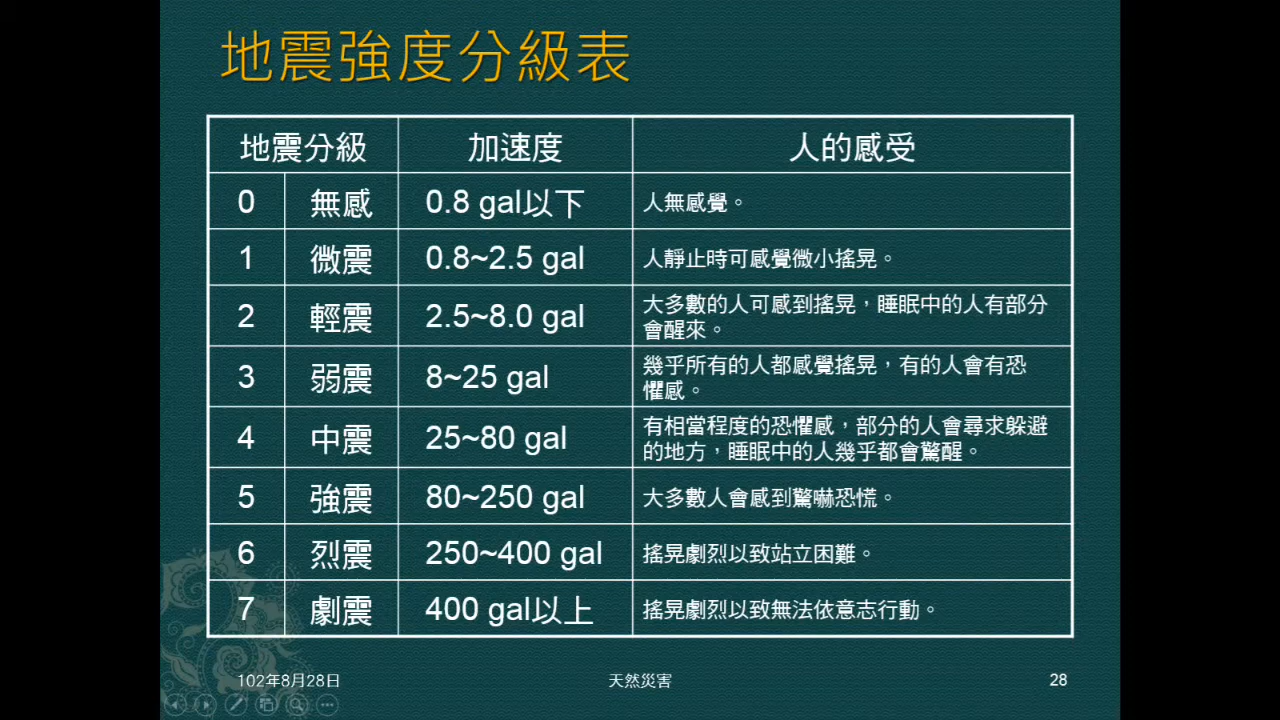 地震強度分級表
地震分級 加速度 人的感受
0 無感 0.8 gal以下 人無感覺。
1 微震 0.8~2.5 gal 人靜止時可感覺微小搖晃。
2 輕震 2.5~8.0 gal 大多數的人可感到搖晃，睡眠中的人有部分
會醒來。
3 弱震 8~25 gal 幾乎所有的人都感覺搖晃，有的人會有恐
懼感。
4 中震 25~80 gal 有相當程度的恐懼感，部分的人會尋求躲避
的地方，睡眠中的人幾乎都會驚醒。
5 強震 80~250 gal 大多數人會感到驚嚇恐慌。
6 烈震 250~400 gal 搖晃劇烈以致站立困難。
7 劇震 400 gal以上 搖晃劇烈以致無法依意志行動。
102年8月28日 天然災害 28